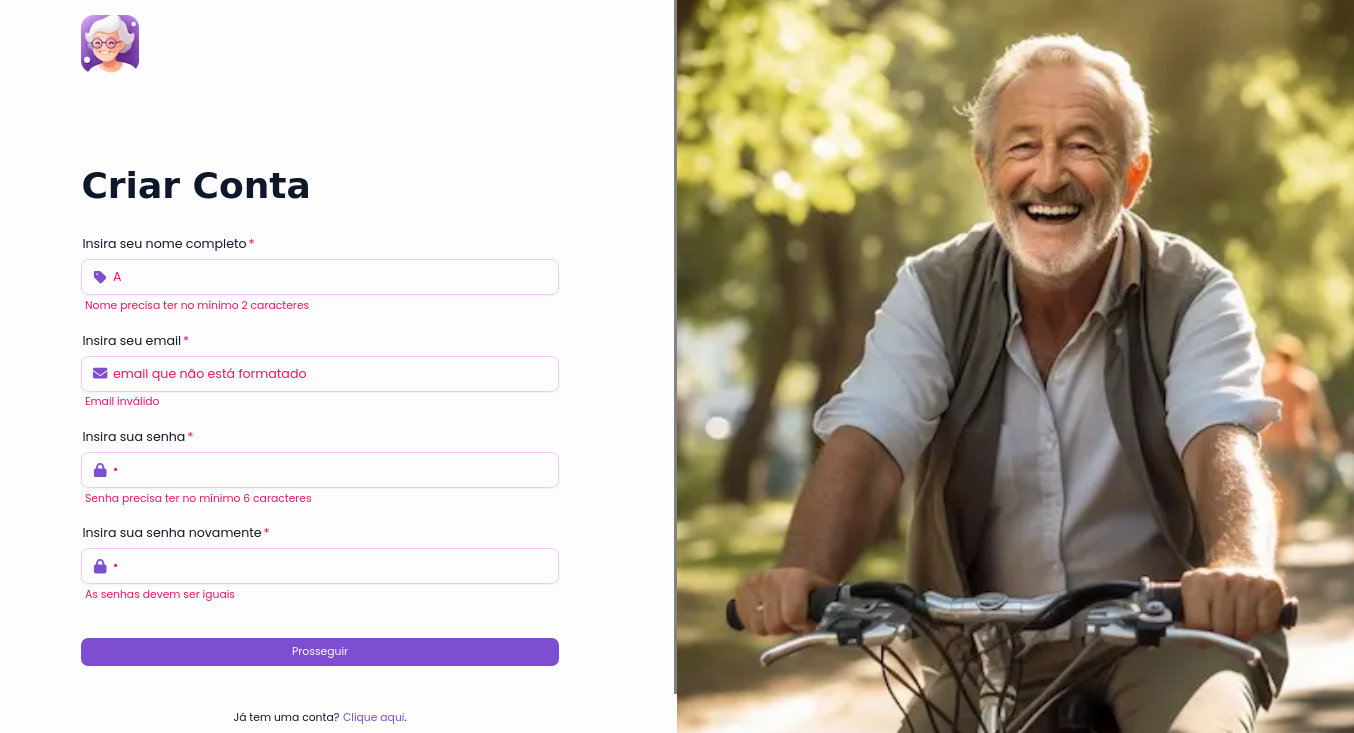 Criar Conta
Insira seu nome completo*
A
Nome precisa ter no mínimo 2 caracteres
Insira seu email*
email que não está formatado
Email inválido
Insira sua senha*
•
Senha precisa ter no mínimo 6 caracteres
Insira sua senha novamente*
•
As senhas devem ser iguais
Prosseguir
Já tem uma conta? Clique aqui.